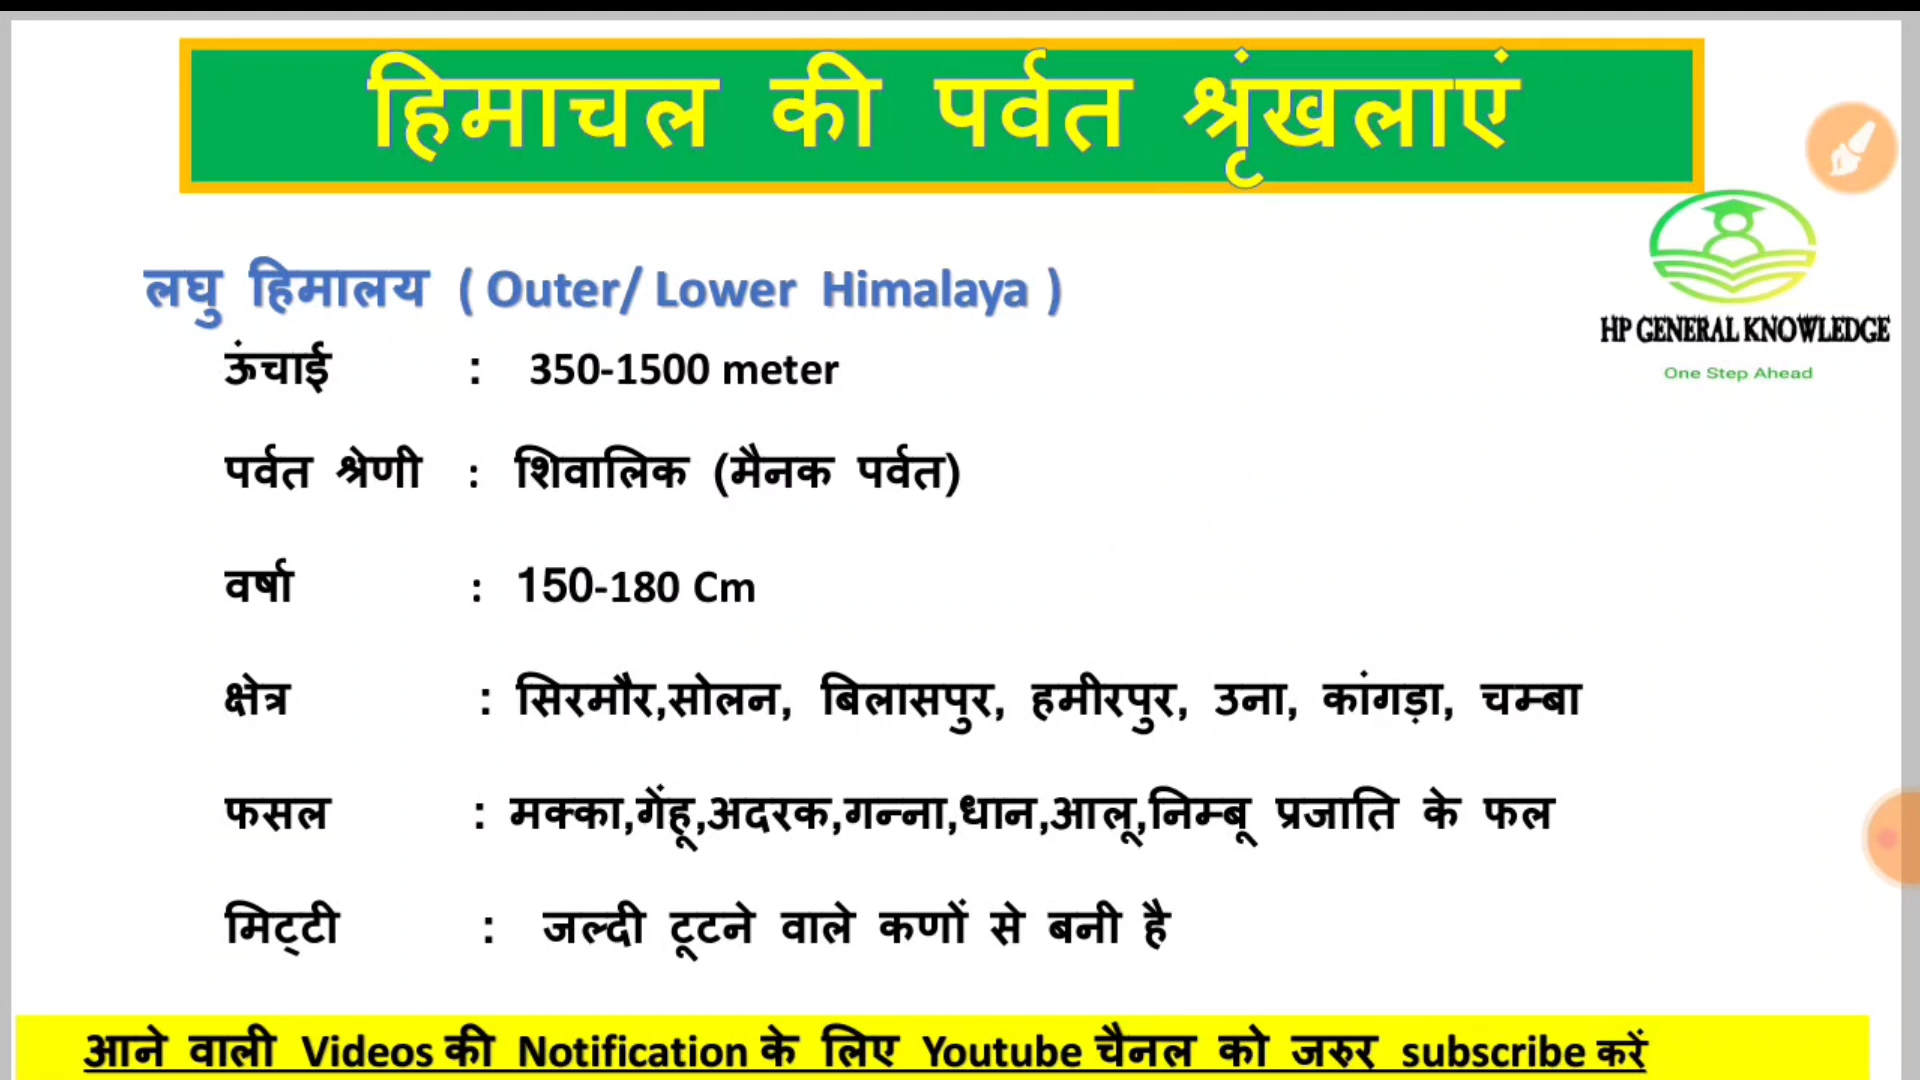 हिमाचल की पर्वत श्रृंखलाएं
लघु हिमालय ( Outer/ Lower Himalaya )
ऊंचाई : 350-1500 meter
पर्वत श्रेणी : शिवालिक (मैनक पर्वत)
वर्षा : 150-180 Cm
क्षेत्र : सिरमौर,सोलन, बिलासपुर, हमीरपुर, उना, कांगड़ा, चम्बा
फसल : मक्का,गेंहू,अदरक,गन्ना,धान,आलू,निम्बू प्रजाति के फल
मिट्टी : जल्दी टूटने वाले कणों से बनी है
HP GENERAL KNOWLEDGE
One Step Ahead
आने वाली Videos की Notification के लिए Youtube चैनल को जरुर subscribe करें